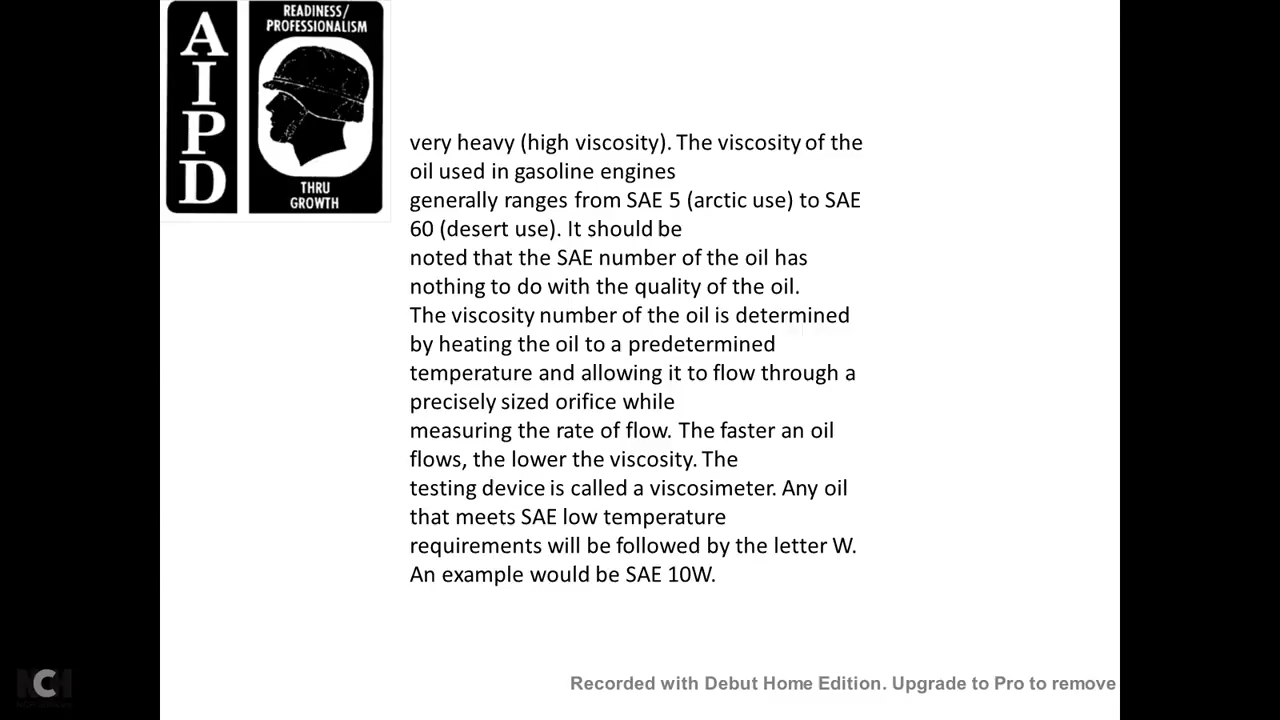 A
I
P
D
READINESS/
PROFESSIONALISM
THRU
GROWTH
very heavy (high viscosity). The viscosity of the
oil used in gasoline engines
generally ranges from SAE 5 (arctic use) to SAE
60 (desert use). It should be
noted that the SAE number of the oil has
nothing to do with the quality of the oil.
The viscosity number of the oil is determined
by heating the oil to a predetermined
temperature and allowing it to flow through a
precisely sized orifice while
measuring the rate of flow. The faster an oil
flows, the lower the viscosity. The
testing device is called a viscosimeter. Any oil
that meets SAE low temperature
requirements will be followed by the letter W.
An example would be SAE 10W.
NCH
Recorded with Debut Home Edition. Upgrade to Pro to remove